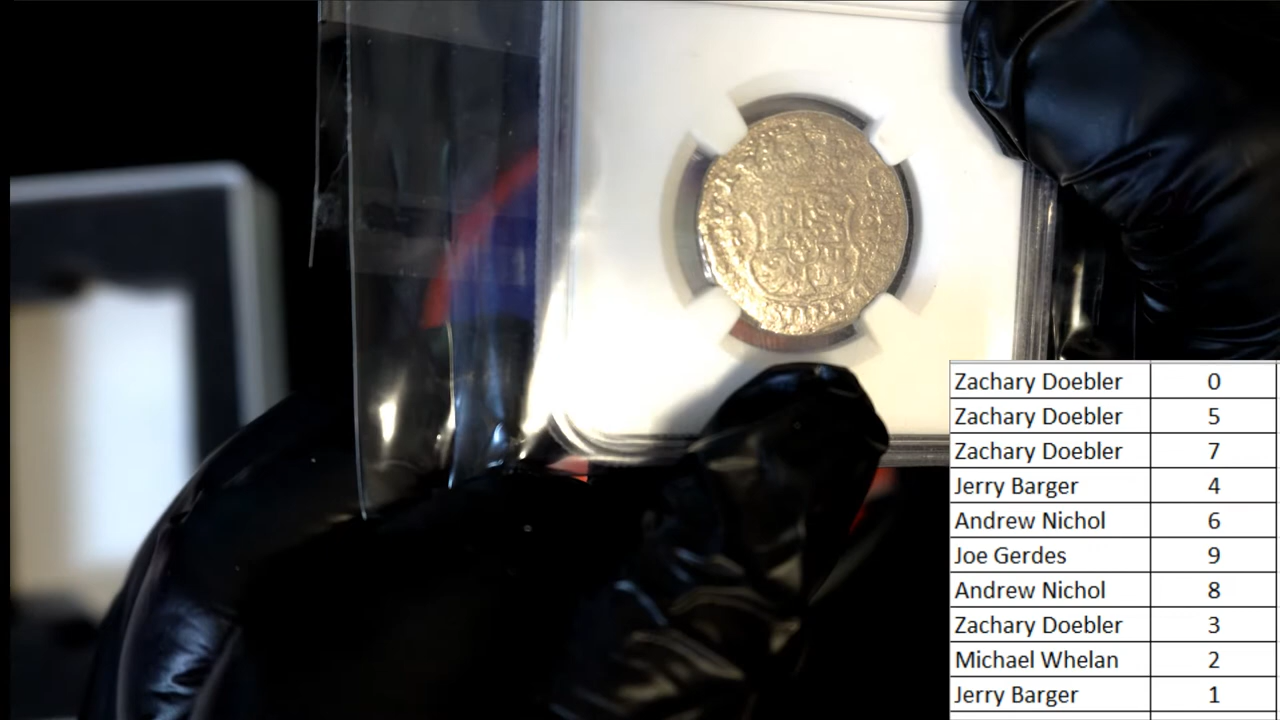 Zachary Doebler 0
Zachary Doebler 5
Zachary Doebler 7
Jerry Barger 4
Andrew Nichol 6
Joe Gerdes 9
Andrew Nichol 8
Zachary Doebler 3
Michael Whelan 2
Jerry Barger 1